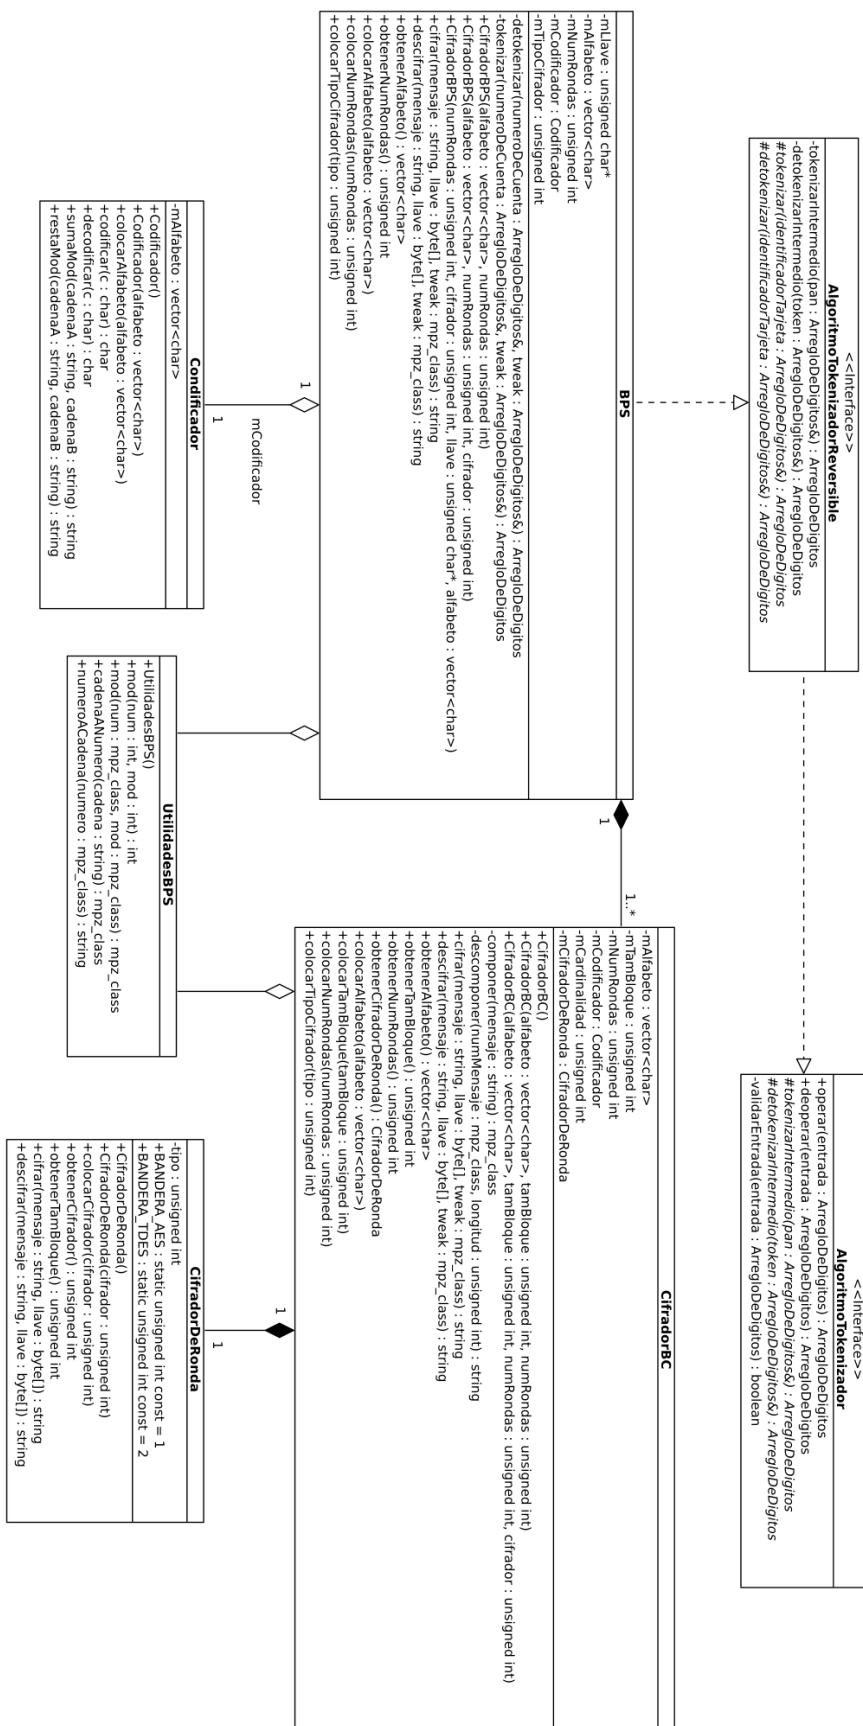 <<Interface>>
AlgoritmoTokenizadorReversible
-tokenizarIntermedio(pan : ArregloDeDigitos&) : ArregloDeDigitos
-detokenizarIntermedio(token : ArregloDeDigitos&) : ArregloDeDigitos
#tokenizar(identificadorTarjeta : ArregloDeDigitos&) : ArregloDeDigitos
#detokenizar(identificadorTarjeta : ArregloDeDigitos&) : ArregloDeDigitos
<<Interface>>
AlgoritmoTokenizador
+operar(entrada : ArregloDeDigitos) : ArregloDeDigitos
+deoperar(entrada : ArregloDeDigitos) : ArregloDeDigitos
#tokenizarIntermedio(pan : ArregloDeDigitos&) : ArregloDeDigitos
#detokenizarIntermedio(token : ArregloDeDigitos&) : ArregloDeDigitos
-validarEntrada(entrada : ArregloDeDigitos) : boolean
BPS
-mLlave : unsigned char*
-mAlfabeto : vector<char>
-mNumRondas : unsigned int
-mCodificador : Codificador
-mTipoCifrador : unsigned int
-detokenizar(numeroDeCuenta : ArregloDeDigitos&, tweak : ArregloDeDigitos&) : ArregloDeDigitos
-tokenizar(numeroDeCuenta : ArregloDeDigitos&, tweak : ArregloDeDigitos&) : ArregloDeDigitos
+CifradorBPS(alfabeto : vector<char>, numRondas : unsigned int)
+CifradorBPS(alfabeto : vector<char>, numRondas : unsigned int, cifrador : unsigned int)
+CifradorBPS(numRondas : unsigned int, cifrador : unsigned int, llave : unsigned char*, alfabeto : vector<char>)
+cifrar(mensaje : string, llave : byte[], tweak : mpz_class) : string
+descifrar(mensaje : string, llave : byte[], tweak : mpz_class) : string
+obtenerAlfabeto() : vector<char>
+obtenerNumRondas() : unsigned int
+colocarAlfabeto(alfabeto : vector<char>)
+colocarNumRondas(numRondas : unsigned int)
+colocarTipoCifrador(tipo : unsigned int)
1
1..*
CifradorBC
-mAlfabeto : vector<char>
-mTamBloque : unsigned int
-mNumRondas : unsigned int
-mCodificador : Codificador
-mCardinalidad : unsigned int
-mCifradorDeRonda : CifradorDeRonda
+CifradorBC()
+CifradorBC(alfabeto : vector<char>, tamBloque : unsigned int, numRondas : unsigned int)
+CifradorBC(alfabeto : vector<char>, tamBloque : unsigned int, numRondas : unsigned int, cifrador : unsigned int)
-componer(mensaje : string) : mpz_class
-descomponer(numMensaje : mpz_class, longitud : unsigned int) : string
+cifrar(mensaje : string, llave : byte[], tweak : mpz_class) : string
+descifrar(mensaje : string, llave : byte[], tweak : mpz_class) : string
+obtenerAlfabeto() : vector<char>
+obtenerTamBloque() : unsigned int
+obtenerNumRondas() : unsigned int
+obtenerCifradorDeRonda() : CifradorDeRonda
+colocarAlfabeto(alfabeto : vector<char>)
+colocarTamBloque(tamBloque : unsigned int)
+colocarNumRondas(numRondas : unsigned int)
+colocarTipoCifrador(tipo : unsigned int)
1
mCodificador
1
Condificador
-mAlfabeto : vector<char>
+Codificador()
+Codificador(alfabeto : vector<char>)
+colocarAlfabeto(alfabeto : vector<char>)
+codificar(c : char) : char
+decodificar(c : char) : char
+sumaMod(cadenaA : string, cadenaB : string) : string
+restaMod(cadenaA : string, cadenaB : string) : string
UtilidadesBPS
+UtilidadesBPS()
+mod(num : int, mod : int) : int
+mod(num : mpz_class, mod : mpz_class) : mpz_class
+cadenaANumero(cadena : string) : mpz_class
+numeroACadena(numero : mpz_class) : string
1
1
CifradorDeRonda
-tipo : unsigned int
+BANDERA_AES : static unsigned int const = 1
+BANDERA_TDES : static unsigned int const = 2
+CifradorDeRonda()
+CifradorDeRonda(cifrador : unsigned int)
+colocarCifrador(cifrador : unsigned int)
+obtenerCifrador() : unsigned int
+obtenerTamBloque() : unsigned int
+cifrar(mensaje : string, llave : byte[]) : string
+descifrar(mensaje : string, llave : byte[]) : string